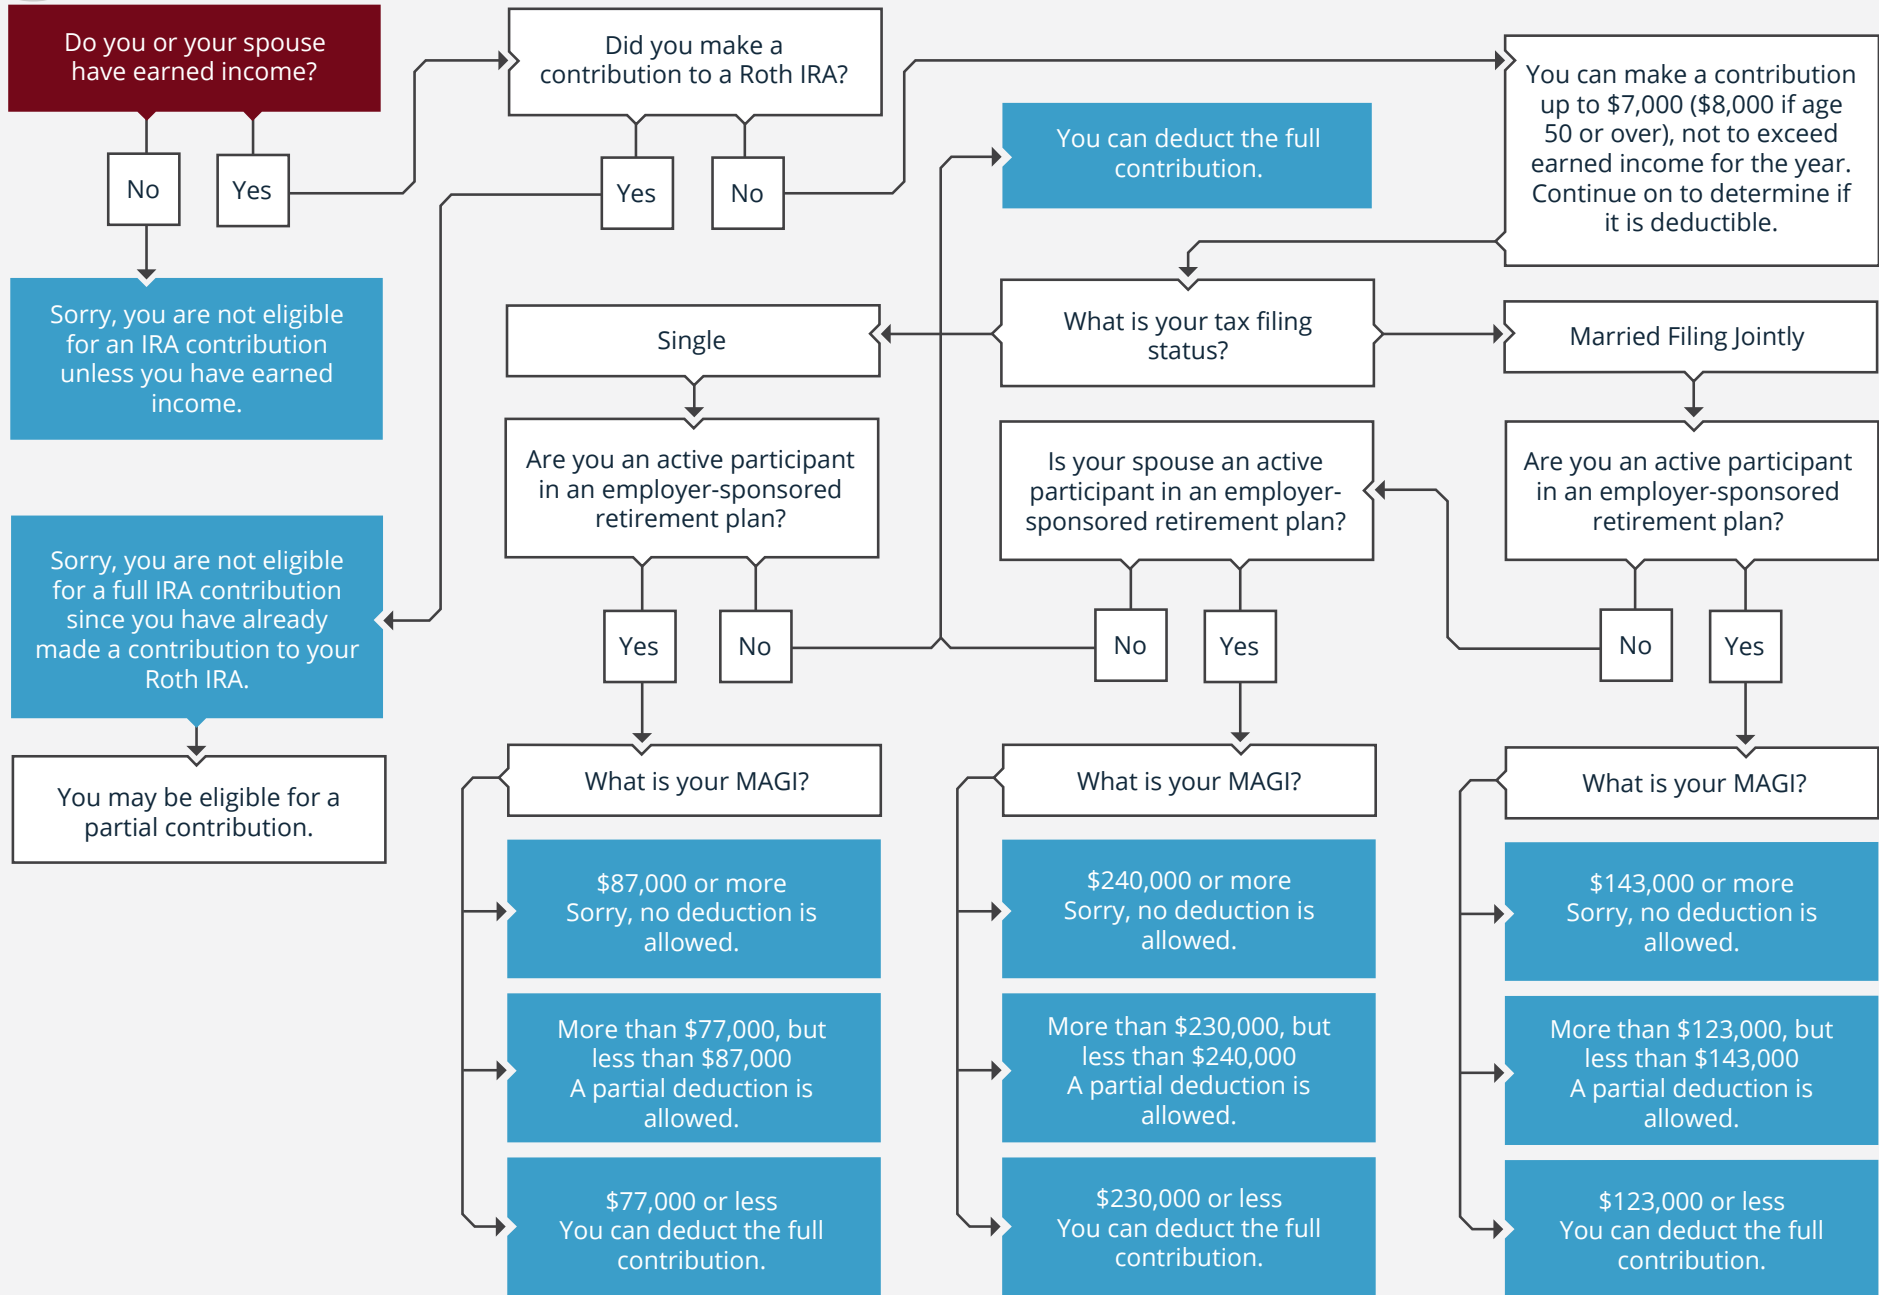 Do you or your spouse
have earned income?
No
Yes
Sorry, you are not eligible
for an IRA contribution
unless you have earned
income.
Did you make a
contribution to a Roth IRA?
Yes
No
Sorry, you are not eligible
for a full IRA contribution
since you have already
made a contribution to your
Roth IRA.
You may be eligible for a
partial contribution.
You can make a contribution
up to $7,000 ($8,000 if age
50 or over), not to exceed
earned income for the year.
Continue on to determine if
it is deductible.
You can deduct the full
contribution.
What is your tax filing
status?
Single
Married Filing Jointly
Are you an active participant
in an employer-sponsored
retirement plan?
Yes
No
Is your spouse an active
participant in an employer-
sponsored retirement plan?
No
Yes
Are you an active participant
in an employer-sponsored
retirement plan?
No
Yes
What is your MAGI?
$87,000 or more
Sorry, no deduction is
allowed.
More than $77,000, but
less than $87,000
A partial deduction is
allowed.
$77,000 or less
You can deduct the full
contribution.
What is your MAGI?
$240,000 or more
Sorry, no deduction is
allowed.
More than $230,000, but
less than $240,000
A partial deduction is
allowed.
$230,000 or less
You can deduct the full
contribution.
What is your MAGI?
$143,000 or more
Sorry, no deduction is
allowed.
More than $123,000, but
less than $143,000
A partial deduction is
allowed.
$123,000 or less
You can deduct the full
contribution.